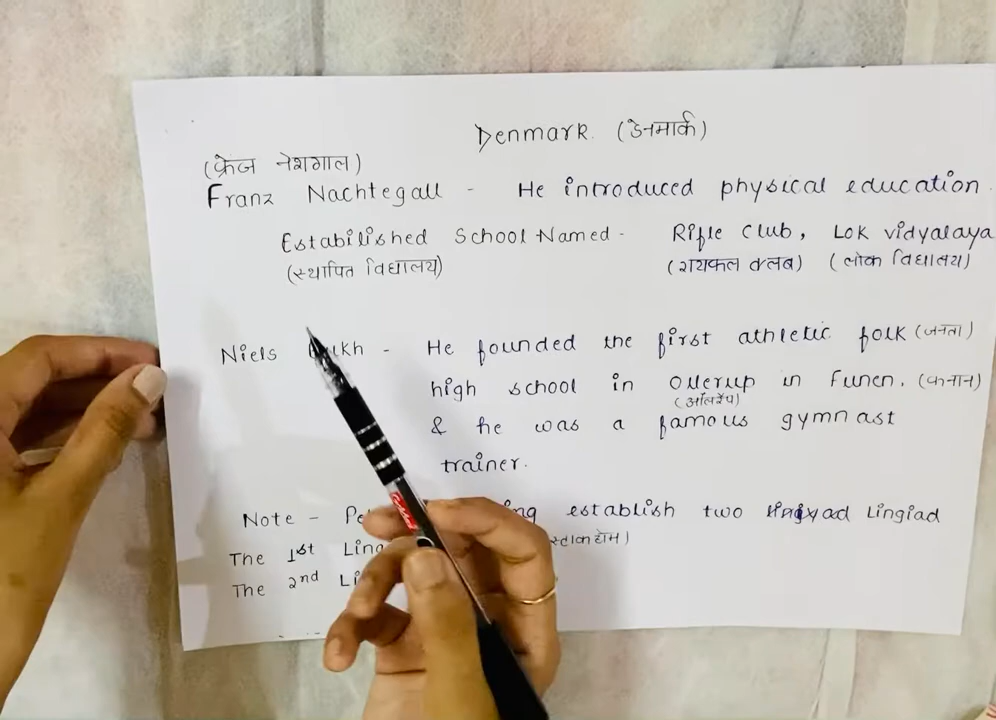 Denmark. (डेनमार्क)
(फ्रेंज नेशगाल)
Franz Nachtegall - He introduced physical education
Estabilished School Named - Rifle Club, Lok vidyalaya
(स्थापित विद्यालय) (रायफल क्लब) (लोक विद्यालय)
Niels - He founded the first athletic folk (जनता)
high school in Ollerup in Funen. (फनान)
(ऑलरैप)
& he was a famous gymnast
trainer.
Note - establish two Lingiad
The 1st
The 2nd